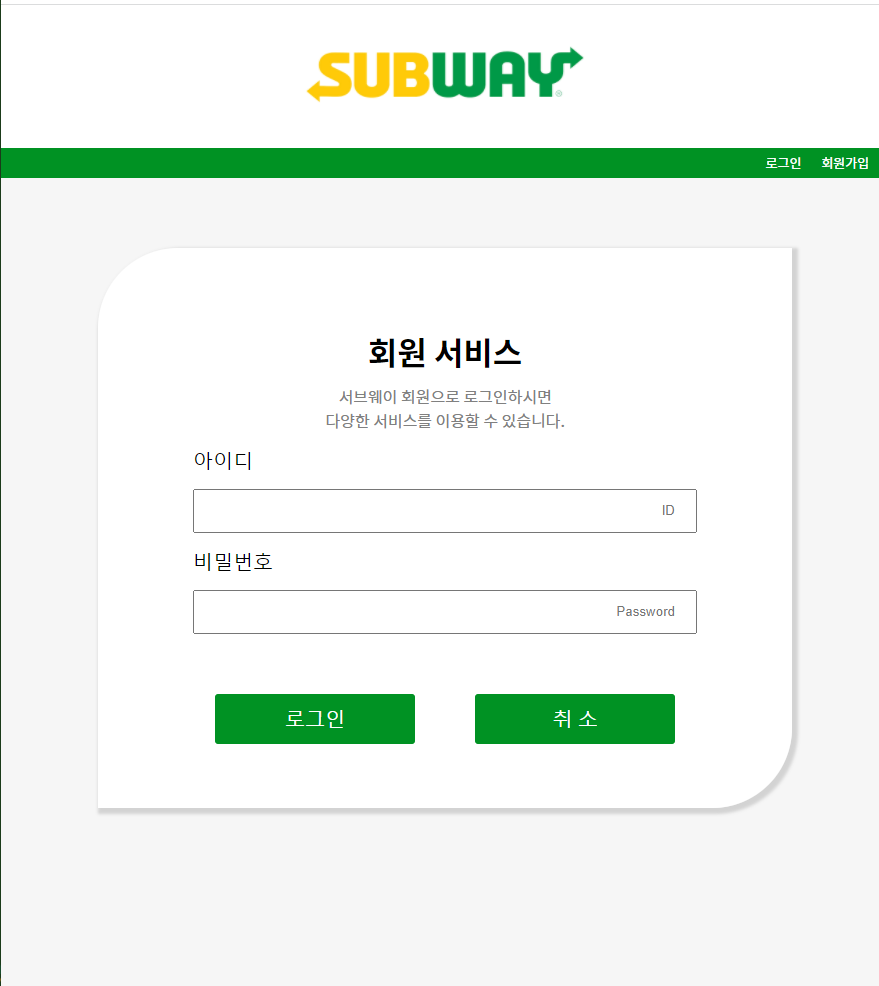 SUBWAY®
로그인 회원가입
회원 서비스
서브웨이 회원으로 로그인하시면
다양한 서비스를 이용할 수 있습니다.
아이디
ID
비밀번호
Password
로그인 취 소